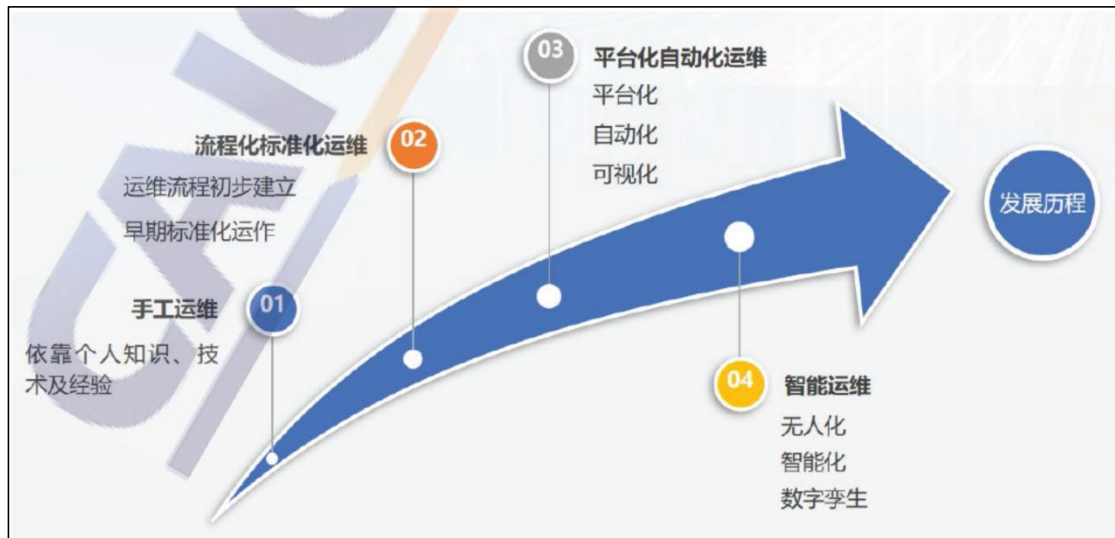 01
手工运维
依靠个人知识、技
术及经验
02
流程化标准化运维
运维流程初步建立
早期标准化运作
03
平台化自动化运维
平台化
自动化
可视化
04
智能运维
无人化
智能化
数字孪生
发展历程